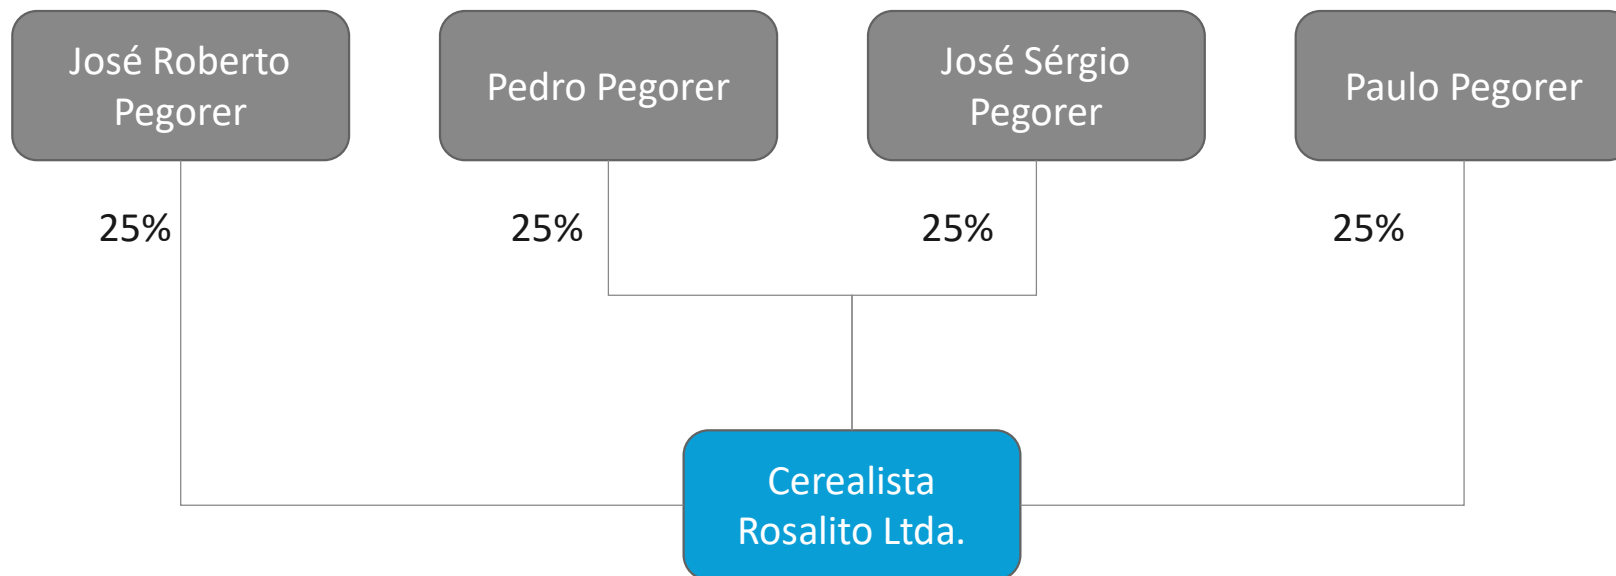 José Roberto
Pegorer
Pedro Pegorer
José Sérgio
Pegorer
Paulo Pegorer
25%
25%
25%
25%
Cerealista
Rosalito Ltda.